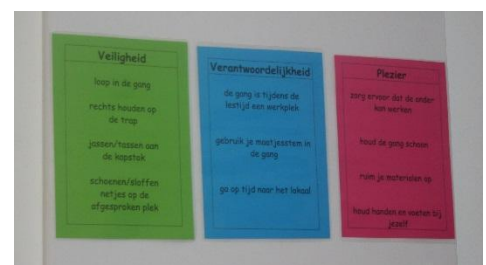 Veiligheid
loop in de gang
rechts houden op
de trap
jassen/tassen aan
de kapstok
schoenen/sloffen
netjes op de
afgesproken plek
Verantwoordelijkheid
de gang is tijdens de
lestijd een werkplek
gebruik je maatjesstem in
de gang
ga op tijd naar het lokaal
Plezier
zorg ervoor dat de ander
kan werken
houd de gang schoon
ruim je materialen op
houd handen en voeten bij
jezelf